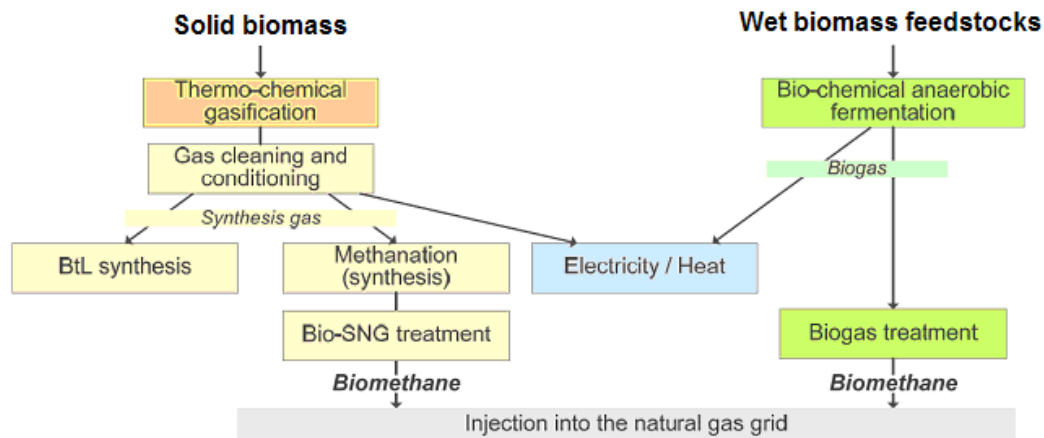 Solid biomass
Wet biomass feedstocks
Thermo-chemical
gasification
Bio-chemical anaerobic
fermentation
Gas cleaning and
conditioning
Biogas
Synthesis gas
BtL synthesis
Methanation
(synthesis)
Electricity / Heat
Bio-SNG treatment
Biogas treatment
Biomethane
Biomethane
Injection into the natural gas grid